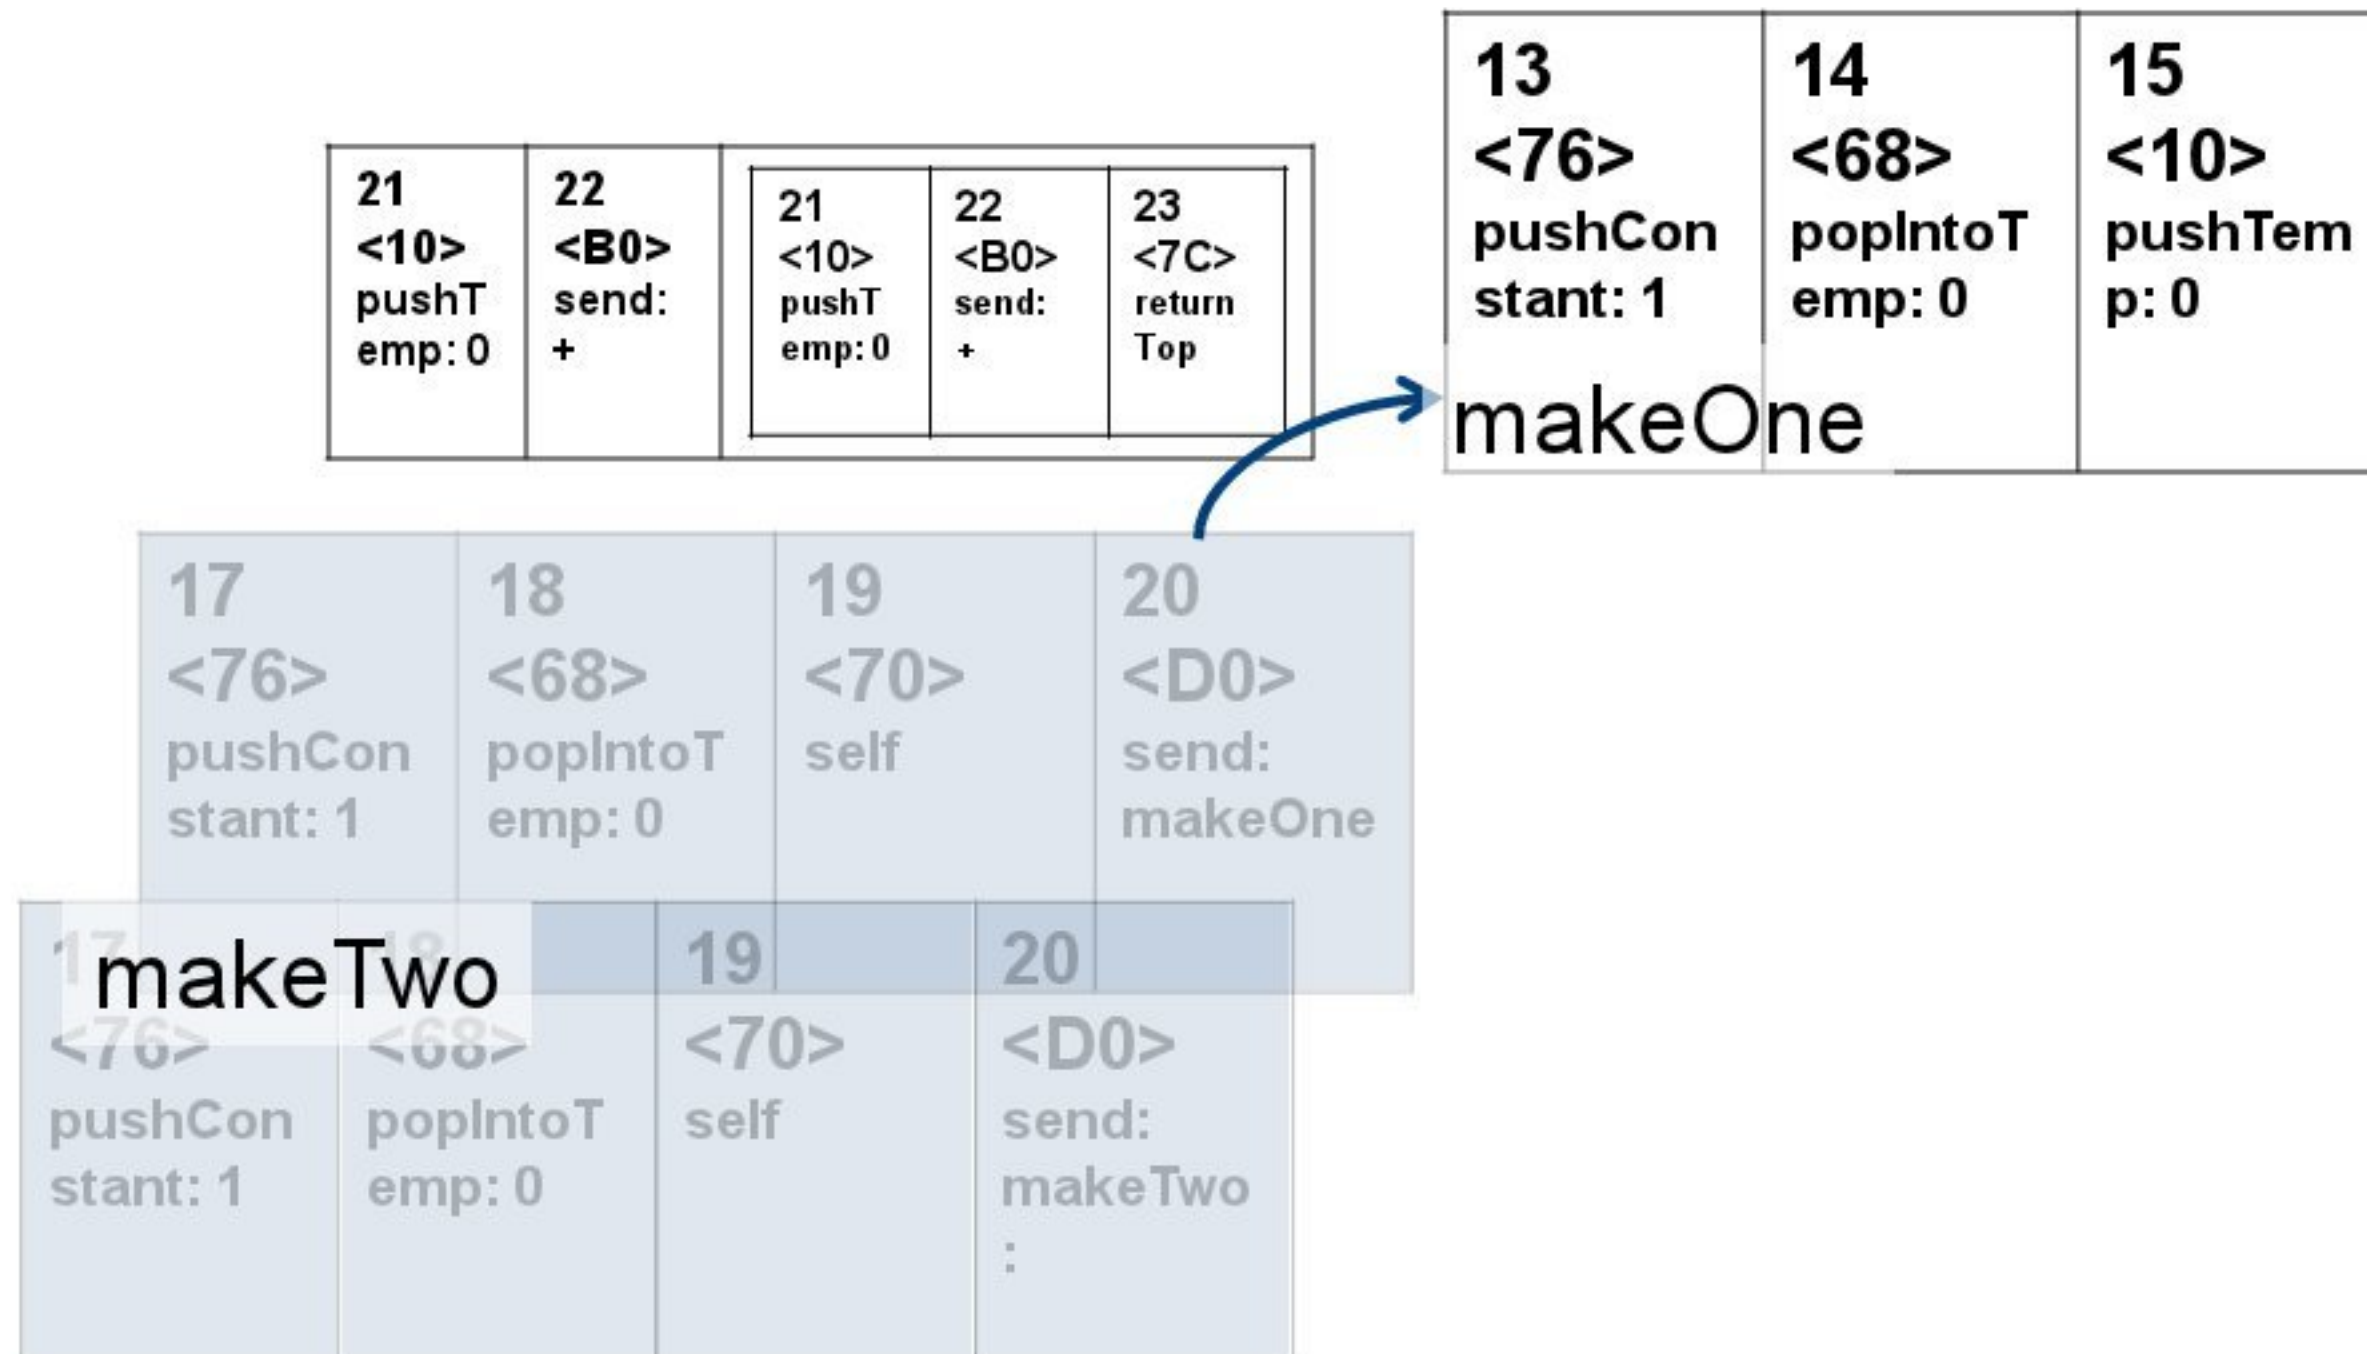 13
<76>
pushCon
stant: 1
14
<68>
popIntoT
emp: 0
15
<10>
pushTem
p: 0
makeOne
21
<10>
pushT
emp: 0
22
<B0>
send:
+
21
<10>
pushT
emp: 0
22
<B0>
send:
+
23
<7C>
return
Top
17
<76>
pushCon
stant: 1
18
<68>
popIntoT
emp: 0
19
<70>
self
20
<D0>
send:
makeOne
makeTwo
17
<76>
pushCon
stant: 1
18
<68>
popIntoT
emp: 0
19
<70>
self
20
<D0>
send:
makeTwo
: